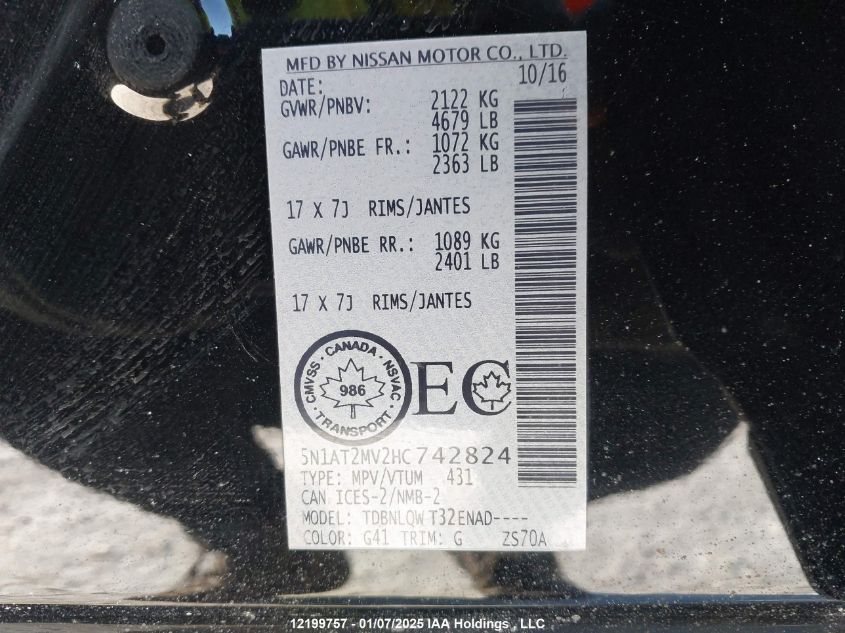 MFD BY NISSAN MOTOR CO., LTD.
DATE: 10/16
GVWR/PNBV: 2122 KG
4679 LB
GAWR/PNBE FR.: 1072 KG
2363 LB
17 X 7J RIMS/JANTES
GAWR/PNBE RR.: 1089 KG
2401 LB
17 X 7J RIMS/JANTES
CMVSS · CANADA · NSVAC · TRANSPORT ·
986
EC
5N1AT2MV2HC742824
TYPE: MPV/VTUM 431
CAN ICES-2/NMB-2
MODEL: TDBNLQW T32ENAD----
COLOR: G41 TRIM: G ZS70A
12199757 - 01/07/2025 IAA Holdings, LLC